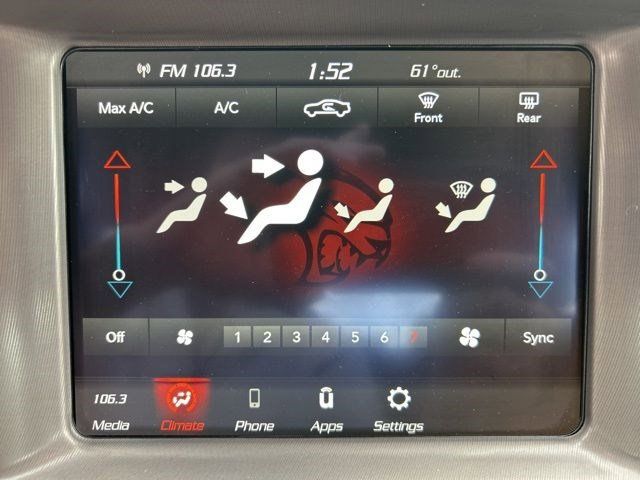 FM 106.3 1:52 61°out.
Max A/C A/C Front Rear
Off 1 2 3 4 5 6 7 Sync
106.3
Media Climate Phone Apps Settings